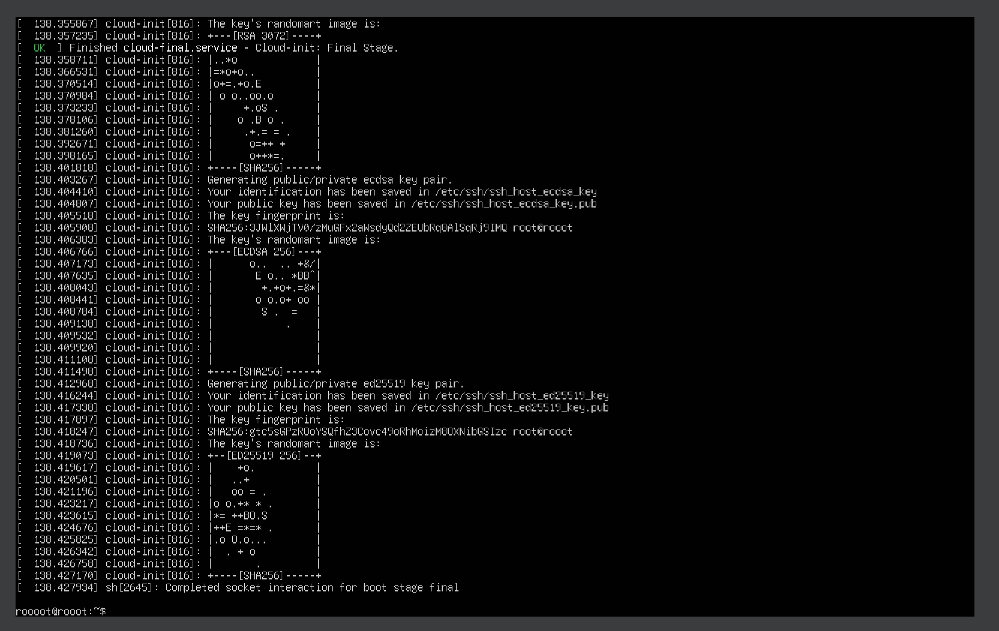 [  138.355867] cloud-init[816]: The key's randomart image is:
[  138.357235] cloud-init[816]: +---[RSA 3072]----+
[  OK  ] Finished cloud-final.service - Cloud-init: Final Stage.
[  138.358711] cloud-init[816]: |..*o             |
[  138.366531] cloud-init[816]: |=*o+o..          |
[  138.370514] cloud-init[816]: |o+=.+o.E         |
[  138.370984] cloud-init[816]: | o o..oo.o       |
[  138.373233] cloud-init[816]: |     +.oS .      |
[  138.378106] cloud-init[816]: |    o .B o .     |
[  138.381260] cloud-init[816]: |     .+.= = .    |
[  138.392671] cloud-init[816]: |      o=++ +     |
[  138.398165] cloud-init[816]: |      o++*=.     |
[  138.401818] cloud-init[816]: +----[SHA256]-----+
[  138.403267] cloud-init[816]: Generating public/private ecdsa key pair.
[  138.404410] cloud-init[816]: Your identification has been saved in /etc/ssh/ssh_host_ecdsa_key
[  138.404807] cloud-init[816]: Your public key has been saved in /etc/ssh/ssh_host_ecdsa_key.pub
[  138.405518] cloud-init[816]: The key fingerprint is:
[  138.405908] cloud-init[816]: SHA256:3JWlXWjTV0/zMuGFx2aWsdyQd2ZEUbRq8AlSqRj9IMQ root@rooot
[  138.406383] cloud-init[816]: The key's randomart image is:
[  138.406766] cloud-init[816]: +---[ECDSA 256]---+
[  138.407173] cloud-init[816]: |      o..  .. +&/|
[  138.407635] cloud-init[816]: |       E o.. *BB^|
[  138.408043] cloud-init[816]: |        +.+o+.=&*|
[  138.408441] cloud-init[816]: |       o o.o+ oo |
[  138.408784] cloud-init[816]: |        S .  =   |
[  138.409138] cloud-init[816]: |            .    |
[  138.409532] cloud-init[816]: |                 |
[  138.409920] cloud-init[816]: |                 |
[  138.411108] cloud-init[816]: |                 |
[  138.411498] cloud-init[816]: +----[SHA256]-----+
[  138.412968] cloud-init[816]: Generating public/private ed25519 key pair.
[  138.416244] cloud-init[816]: Your identification has been saved in /etc/ssh/ssh_host_ed25519_key
[  138.417338] cloud-init[816]: Your public key has been saved in /etc/ssh/ssh_host_ed25519_key.pub
[  138.417897] cloud-init[816]: The key fingerprint is:
[  138.418247] cloud-init[816]: SHA256:gtc5sGPzROoYSQfhZ3Covc49oRhMoizM8OXNibGSIzc root@rooot
[  138.418736] cloud-init[816]: The key's randomart image is:
[  138.419073] cloud-init[816]: +--[ED25519 256]--+
[  138.419617] cloud-init[816]: |    +o.          |
[  138.420501] cloud-init[816]: |   ..+           |
[  138.421196] cloud-init[816]: |   oo = .        |
[  138.423217] cloud-init[816]: |o o.+* * .       |
[  138.423615] cloud-init[816]: |*= ++BO.S        |
[  138.424676] cloud-init[816]: |++E =*=* .       |
[  138.425825] cloud-init[816]: |.o O.o...        |
[  138.426342] cloud-init[816]: |  . + o          |
[  138.426758] cloud-init[816]: |       .         |
[  138.427170] cloud-init[816]: +----[SHA256]-----+
[  138.427934] sh[2645]: Completed socket interaction for boot stage final
roooot@rooot:~$